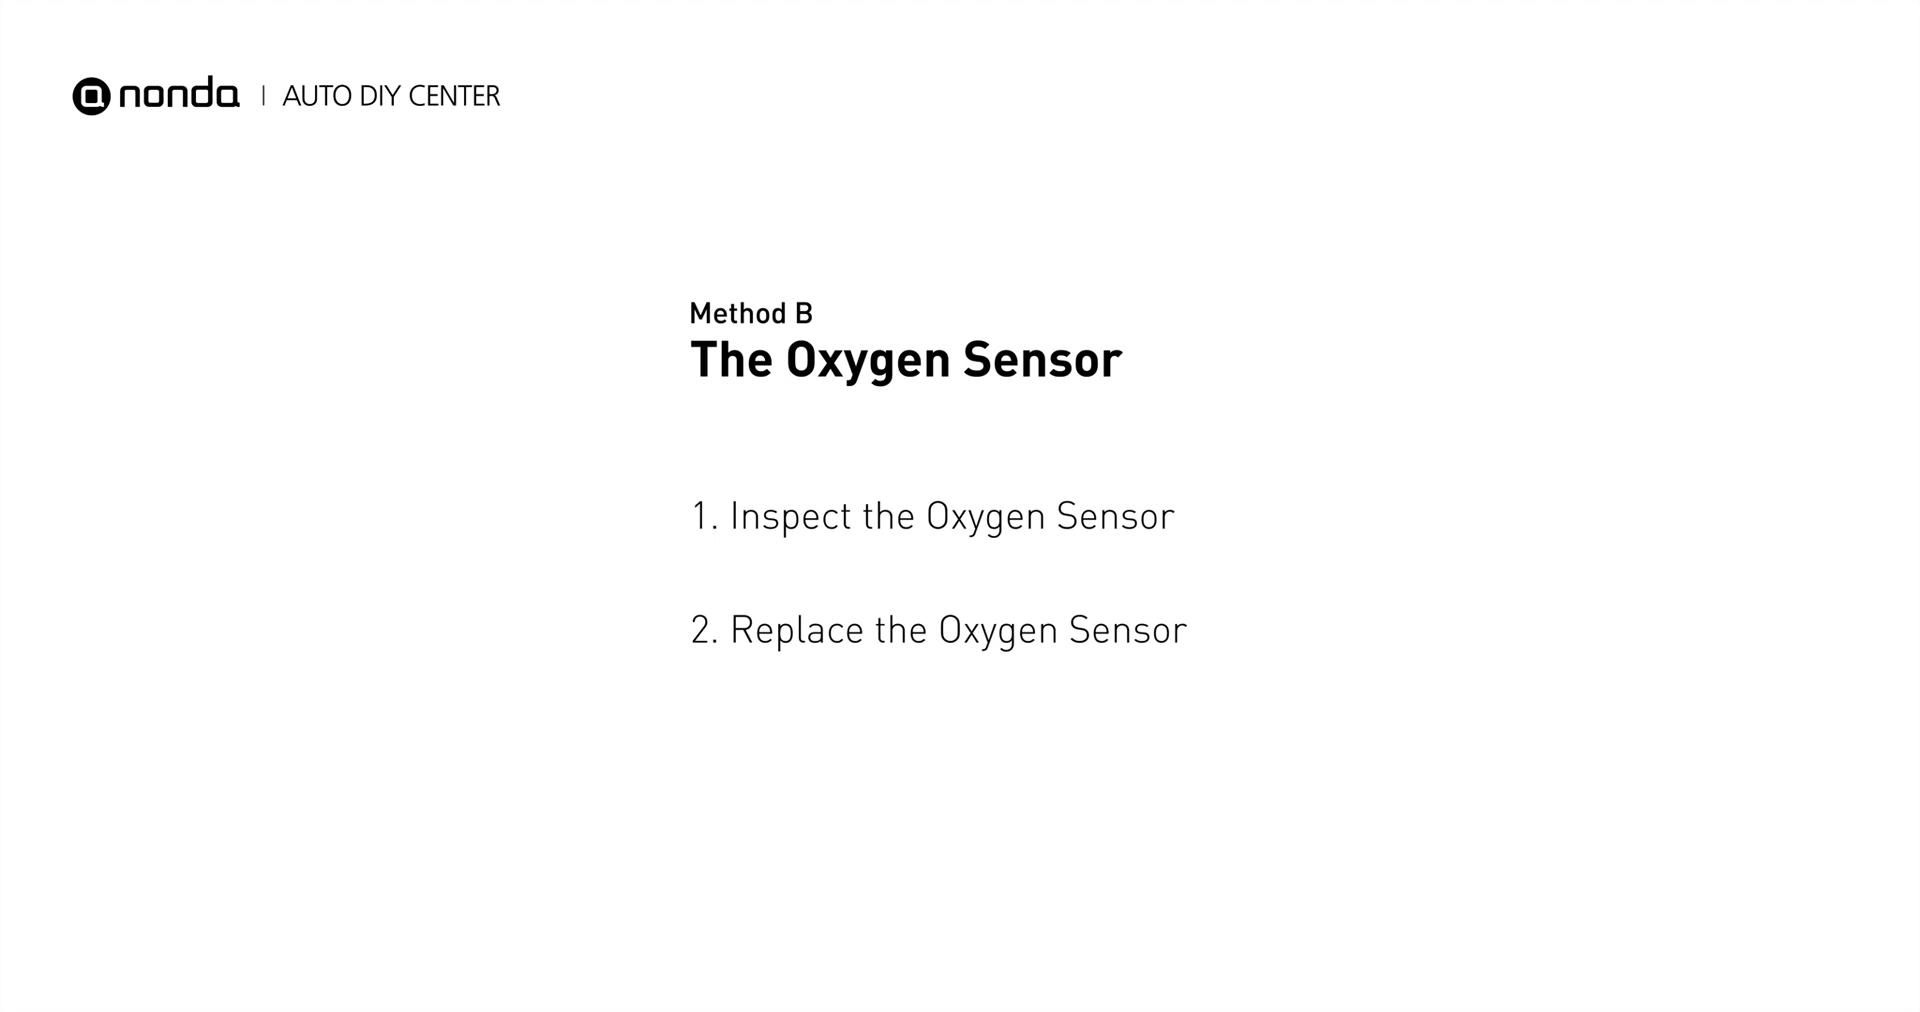 nonda | AUTO DIY CENTER
Method B
The Oxygen Sensor
1. Inspect the Oxygen Sensor
2. Replace the Oxygen Sensor